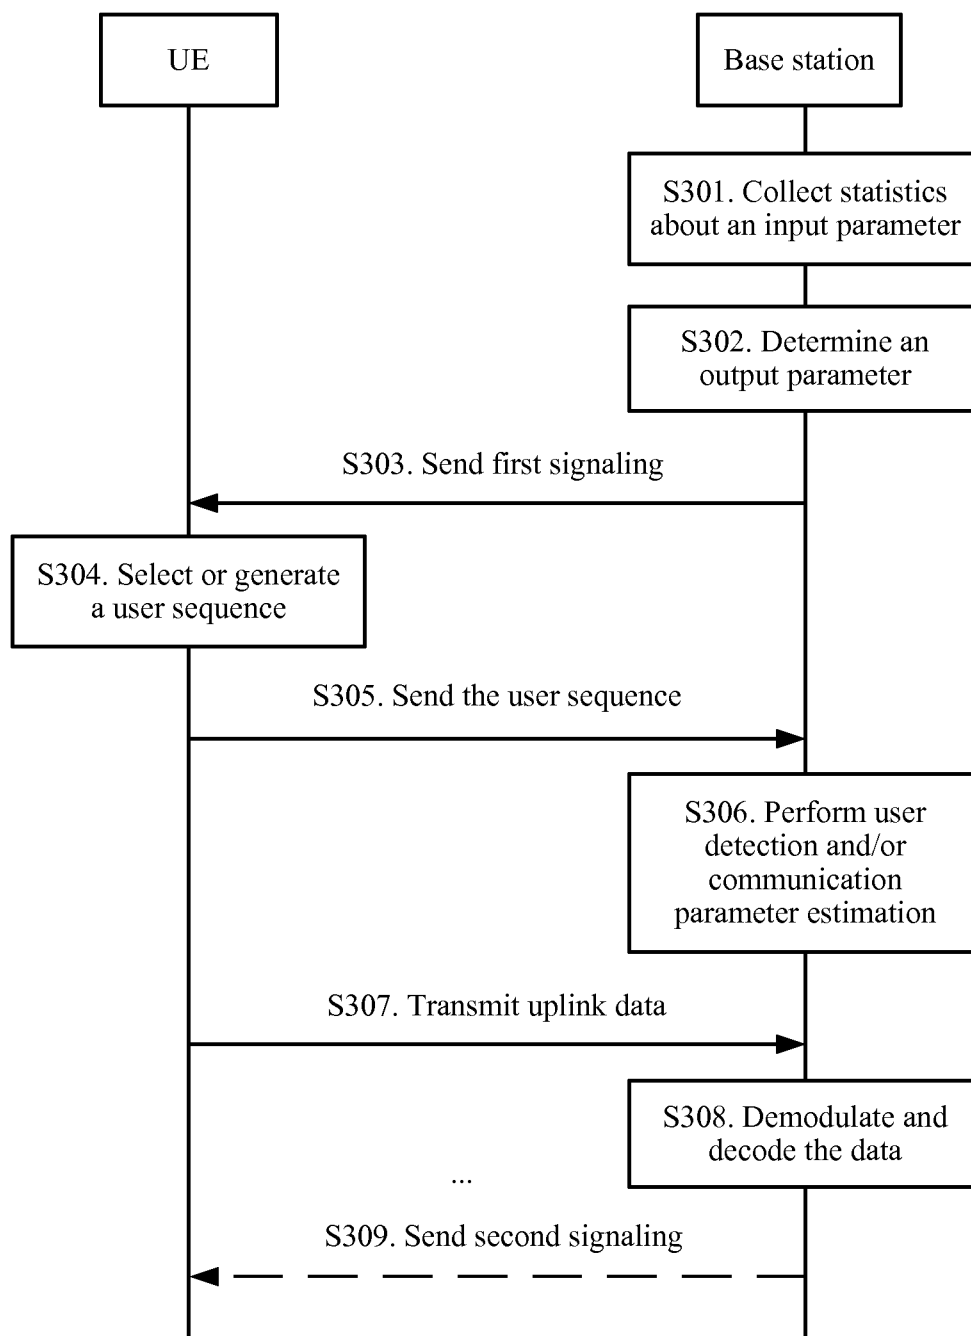 UE
Base station
S301. Collect statistics
about an input parameter
S302. Determine an
output parameter
S303. Send first signaling
S304. Select or generate
a user sequence
S305. Send the user sequence
S306. Perform user
detection and/or
communication
parameter estimation
S307. Transmit uplink data
S308. Demodulate and
decode the data
...
S309. Send second signaling